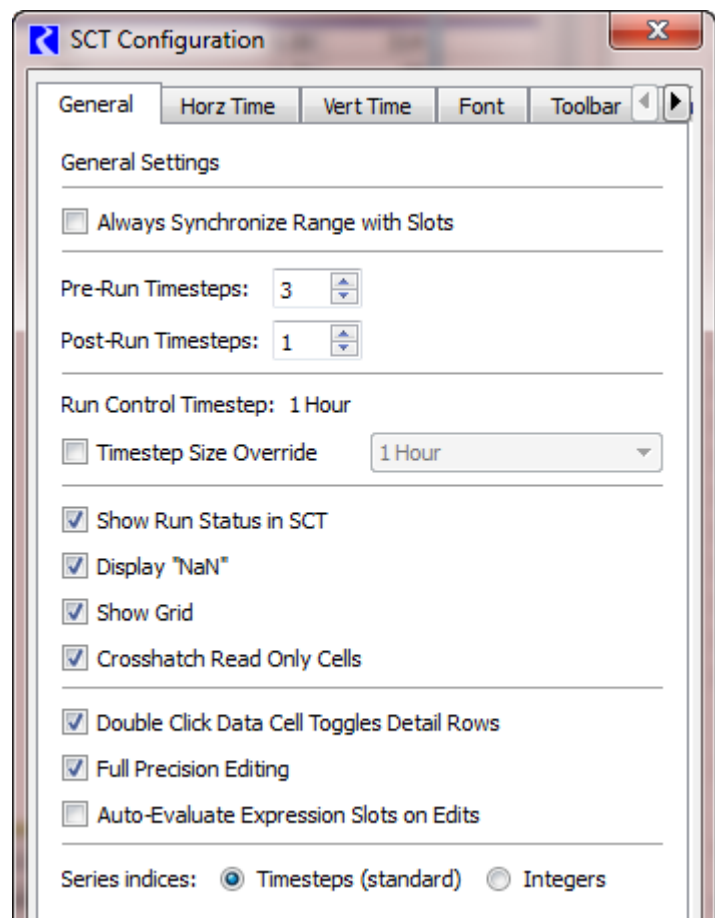 SCT Configuration
General Horz Time Vert Time Font Toolbar
General Settings
Always Synchronize Range with Slots
Pre-Run Timesteps: 3
Post-Run Timesteps: 1
Run Control Timestep: 1 Hour
Timestep Size Override 1 Hour
Show Run Status in SCT
Display "NaN"
Show Grid
Crosshatch Read Only Cells
Double Click Data Cell Toggles Detail Rows
Full Precision Editing
Auto-Evaluate Expression Slots on Edits
Series indices: Timesteps (standard) Integers